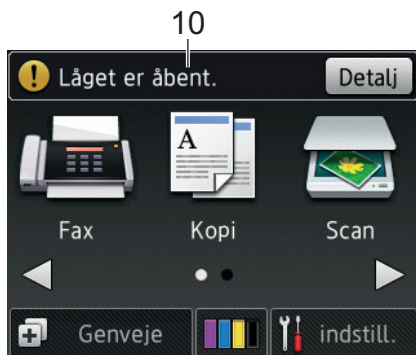 10
Låget er åbent. Detalj
A
Fax Kopi Scan
Genveje indstill.